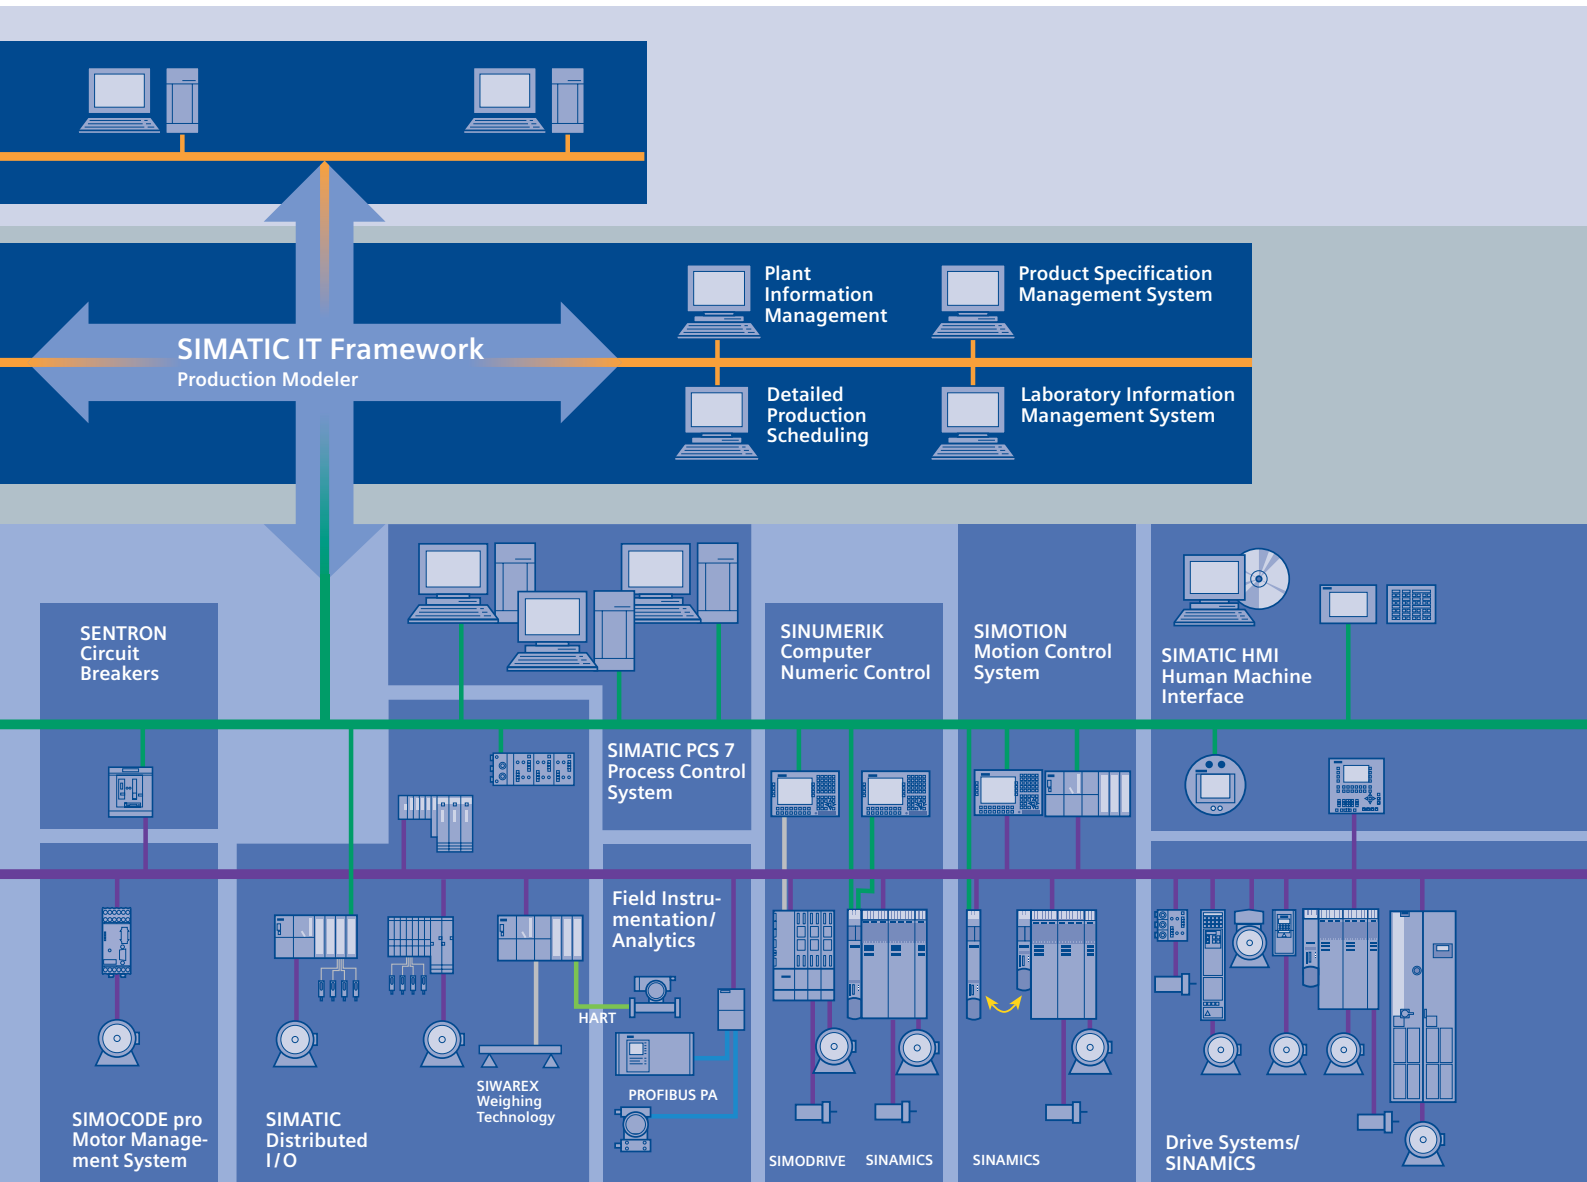 Plant
Information
Management
Product Specification
Management System
SIMATIC IT Framework
Production Modeler
Detailed
Production
Scheduling
Laboratory Information
Management System
SENTRON
Circuit
Breakers
SINUMERIK
Computer
Numeric Control
SIMOTION
Motion Control
System
SIMATIC HMI
Human Machine
Interface
SIMATIC PCS 7
Process Control
System
Field Instru-
mentation/
Analytics
HART
PROFIBUS PA
SIWAREX
Weighing
Technology
SIMOCODE pro
Motor Manage-
ment System
SIMATIC
Distributed
I/O
SIMODRIVE
SINAMICS
SINAMICS
Drive Systems/
SINAMICS